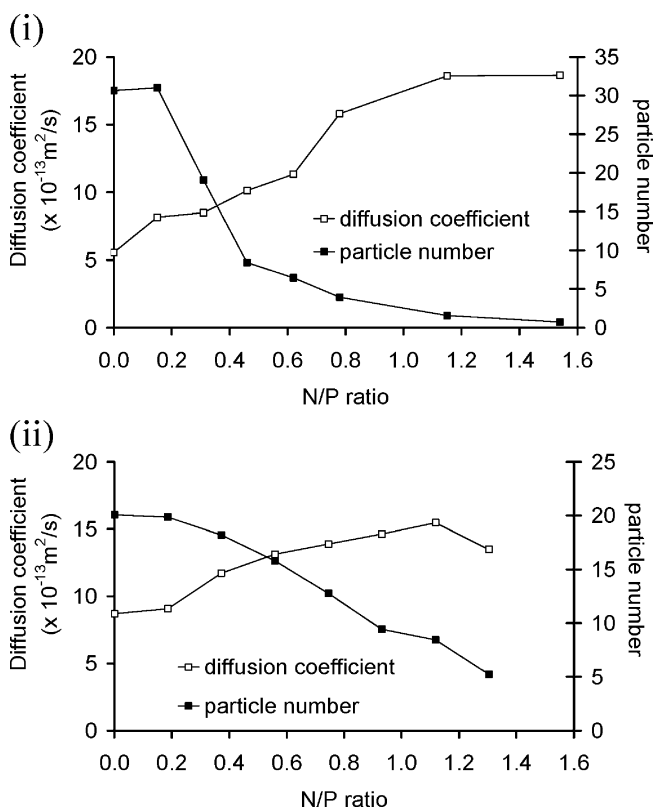 (i)
Diffusion coefficient
(x 10⁻¹³m²/s)
20
15
10
5
0
35
30
25
20
15
10
5
0
particle number
diffusion coefficient
particle number
0.0 0.2 0.4 0.6 0.8 1.0 1.2 1.4 1.6
N/P ratio
(ii)
Diffusion coefficient
(x 10⁻¹³m²/s)
20
15
10
5
0
25
20
15
10
5
0
particle number
diffusion coefficient
particle number
0.0 0.2 0.4 0.6 0.8 1.0 1.2 1.4 1.6
N/P ratio